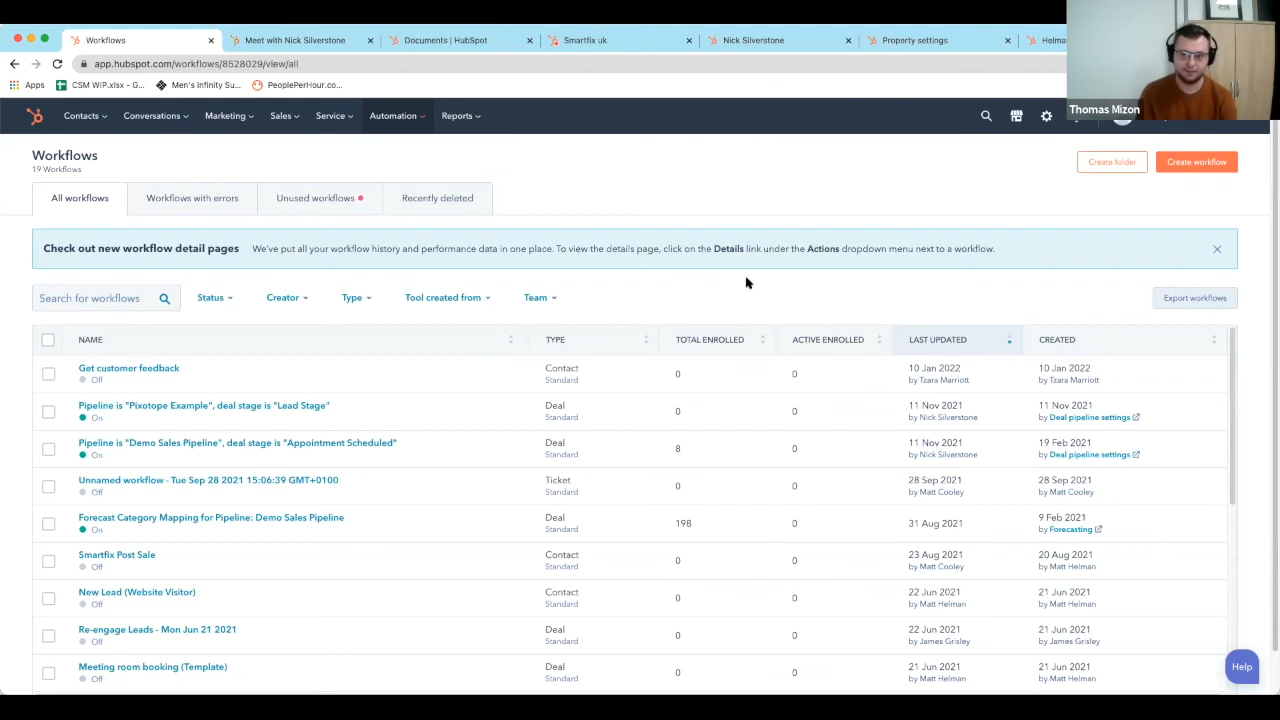 Workflows
Meet with Nick Silverstone
Documents | HubSpot
Smartfix uk
Nick Silverstone
Property settings
Helma
app.hubspot.com/workflows/8528029/view/all
Apps
CSM WIP.xlsx - G...
Men's Infinity Su...
PeoplePerHour.co...
Thomas Mizon
Contacts
Conversations
Marketing
Sales
Service
Automation
Reports
Workflows
19 Workflows
Create folder
Create workflow
All workflows
Workflows with errors
Unused workflows
Recently deleted
Check out new workflow detail pages
We've put all your workflow history and performance data in one place. To view the details page, click on the Details link under the Actions dropdown menu next to a workflow.
Search for workflows
Status
Creator
Type
Tool created from
Team
Export workflows
NAME TYPE TOTAL ENROLLED ACTIVE ENROLLED LAST UPDATED CREATED
Get customer feedback Contact 0 0 10 Jan 2022 10 Jan 2022
Off Standard by Tzara Marriott by Tzara Marriott
Pipeline is "Pixotope Example", deal stage is "Lead Stage" Deal 0 0 11 Nov 2021 11 Nov 2021
On Standard by Nick Silverstone by Deal pipeline settings
Pipeline is "Demo Sales Pipeline", deal stage is "Appointment Scheduled" Deal 8 0 11 Nov 2021 19 Feb 2021
On Standard by Nick Silverstone by Deal pipeline settings
Unnamed workflow - Tue Sep 28 2021 15:06:39 GMT+0100 Ticket 0 0 28 Sep 2021 28 Sep 2021
Off Standard by Matt Cooley by Matt Cooley
Forecast Category Mapping for Pipeline: Demo Sales Pipeline Deal 198 0 31 Aug 2021 9 Feb 2021
On Standard by Forecasting
Smartfix Post Sale Contact 0 0 23 Aug 2021 20 Aug 2021
Off Standard by Matt Cooley by Matt Helman
New Lead (Website Visitor) Contact 0 0 22 Jun 2021 21 Jun 2021
Off Standard by Matt Helman by Matt Helman
Re-engage Leads - Mon Jun 21 2021 Deal 0 0 22 Jun 2021 21 Jun 2021
Off Standard by James Grisley by James Grisley
Meeting room booking (Template) Deal 0 0 21 Jun 2021 21 Jun 2021
Off Standard by Matt Helman by Matt Helman
Help